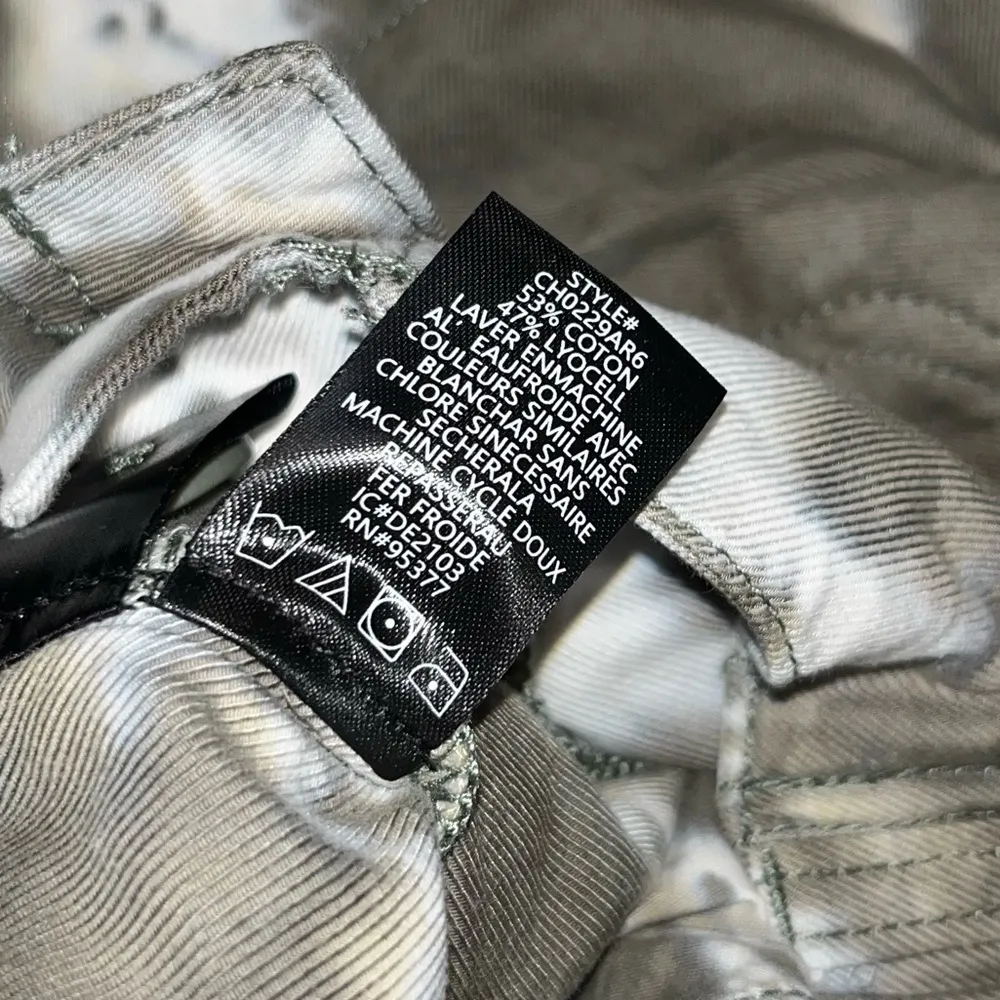 STYLE#
CH0229AR6
53% COTON
47% LYOCELL
LAVER ENMACHINE
AL' EAUFROIDE AVEC
COULEURS SIMILAIRES
BLANCHAR SANS
CHLORE SINECESSAIRE
SECHERALA
MACHINE CYCLE DOUX
REPASSERAU
FER FROIDE
IC#DE2103
RN#95377